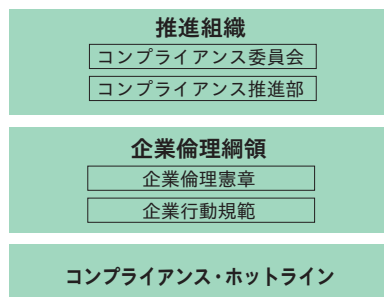 推進組織
コンプライアンス委員会
コンプライアンス推進部
企業倫理綱領
企業倫理憲章
企業行動規範
コンプライアンス・ホットライン